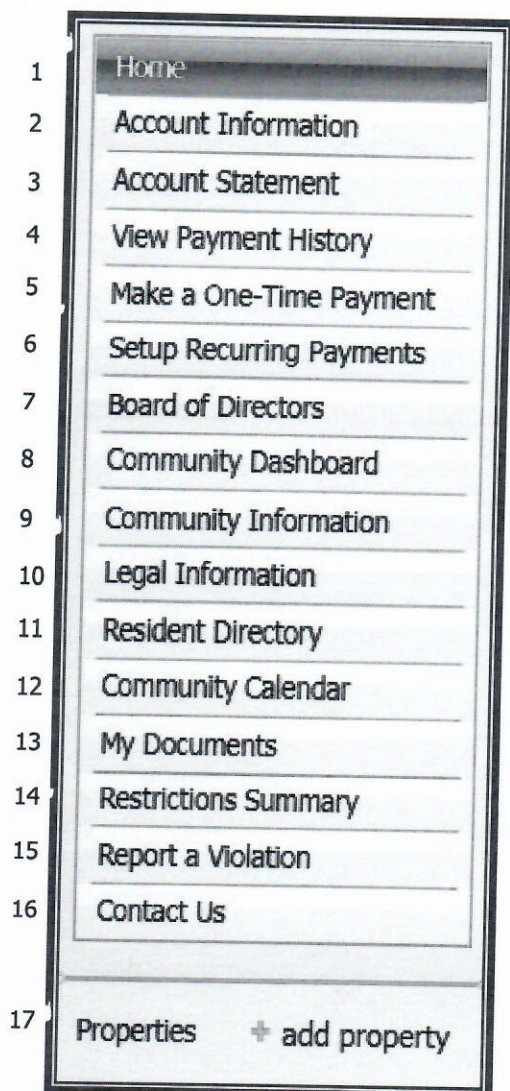 1 Home
2 Account Information
3 Account Statement
4 View Payment History
5 Make a One-Time Payment
6 Setup Recurring Payments
7 Board of Directors
8 Community Dashboard
9 Community Information
10 Legal Information
11 Resident Directory
12 Community Calendar
13 My Documents
14 Restrictions Summary
15 Report a Violation
16 Contact Us
17 Properties + add property